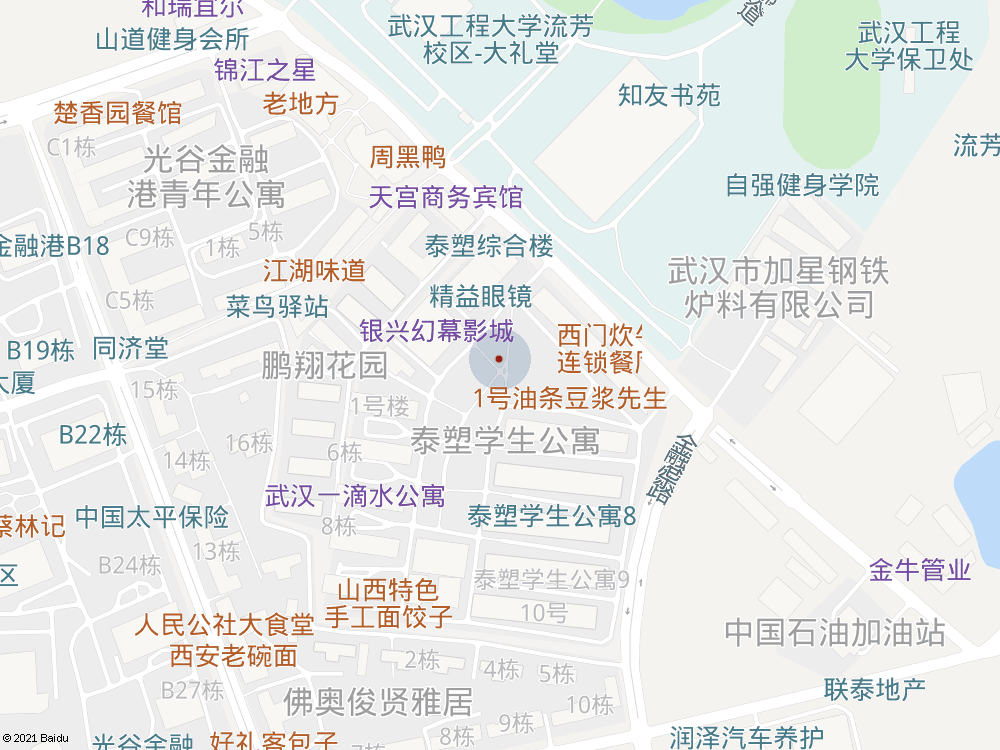 和瑞宜尔
山道健身会所
锦江之星
老地方
楚香园餐馆
C1栋
光谷金融
港青年公寓
周黑鸭
天宫商务宾馆
武汉工程大学流芳
校区-大礼堂
知友书苑
武汉工程
大学保卫处
流芳
自强健身学院
金融港B18
C9栋
1栋
5栋
C5栋
江湖味道
菜鸟驿站
泰塑综合楼
精益眼镜
银兴幻幕影城
武汉市加星钢铁
炉料有限公司
西门炊
连锁餐
B19栋
同济堂
大厦
鹏翔花园
15栋
1号楼
1号油条豆浆先生
B22栋
16栋
14栋
6栋
泰塑学生公寓
金融港路
武汉一滴水公寓
8栋
泰塑学生公寓8
蔡林记
中国太平保险
13栋
B24栋
区
山西特色
手工面饺子
泰塑学生公寓9
10号
金牛管业
人民公社大食堂
西安老碗面
中国石油加油站
2栋
4栋
5栋
B27栋
佛奥俊贤雅居
10栋
9栋
8栋
联泰地产
光谷金融
好礼客包子
润泽汽车养护
© 2021 Baidu